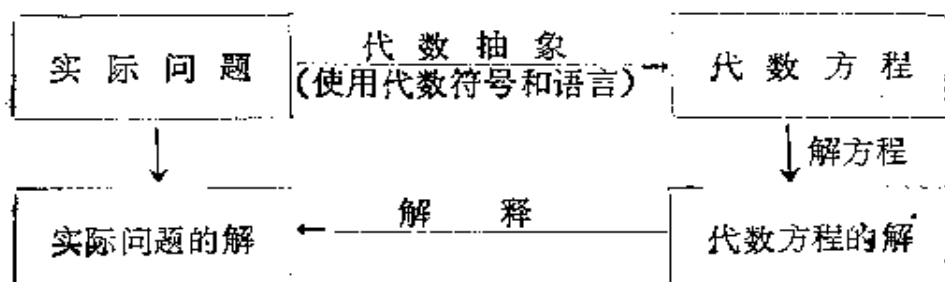 实际问题
代数抽象
(使用代数符号和语言)
代数方程
解方程
实际问题的解
解释
代数方程的解